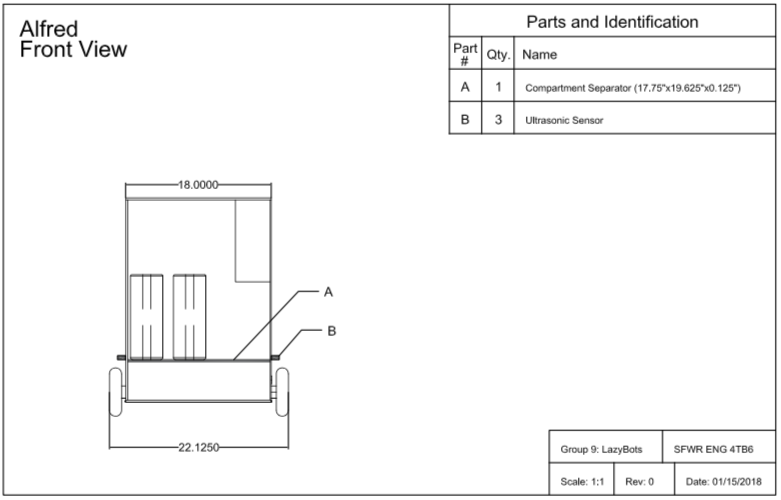 Alfred
Front View
Parts and Identification
Part # Qty. Name
A 1 Compartment Separator (17.75"x19.625"x0.125")
B 3 Ultrasonic Sensor
18.0000
A
B
22.1250
Group 9: LazyBots SFWR ENG 4TB6
Scale: 1:1 Rev: 0 Date: 01/15/2018